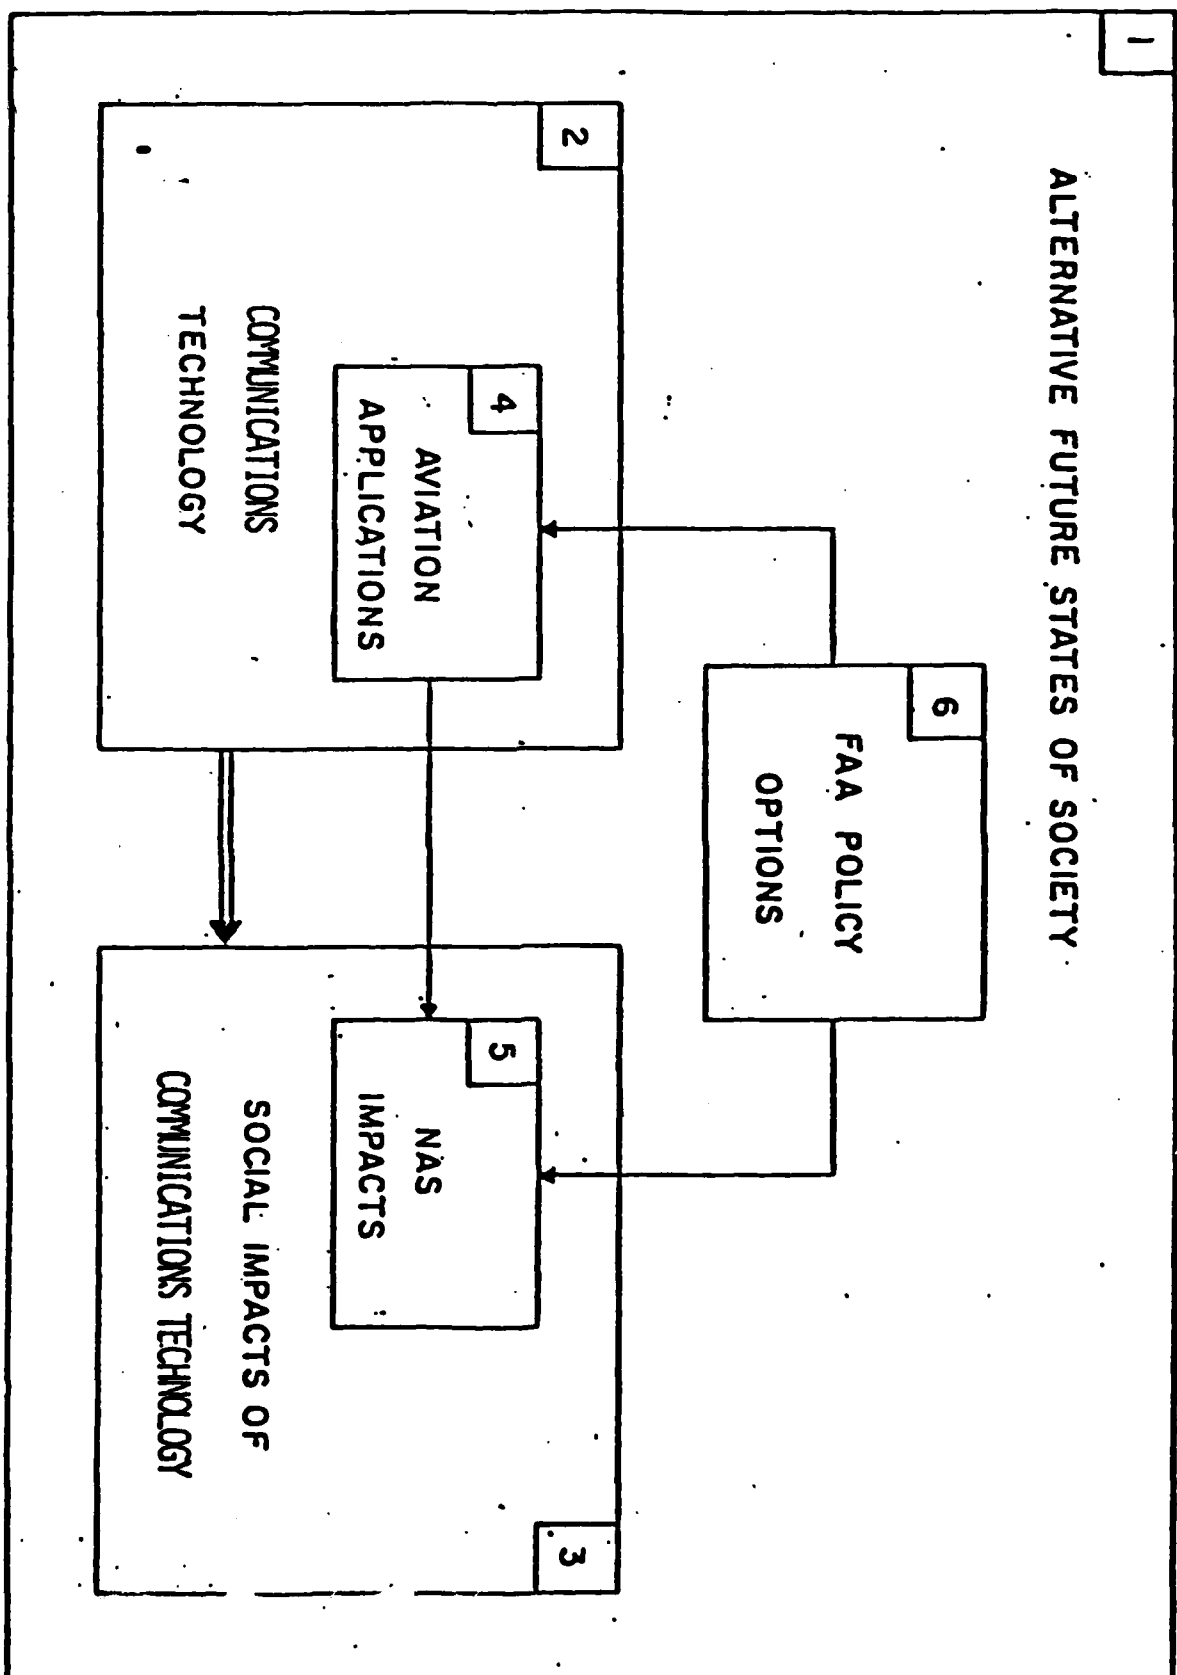 1
ALTERNATIVE FUTURE STATES OF SOCIETY
6
FAA POLICY
OPTIONS
2
4
AVIATION
APPLICATIONS
COMMUNICATIONS
TECHNOLOGY
3
5
NAS
IMPACTS
SOCIAL IMPACTS OF
COMMUNICATIONS TECHNOLOGY